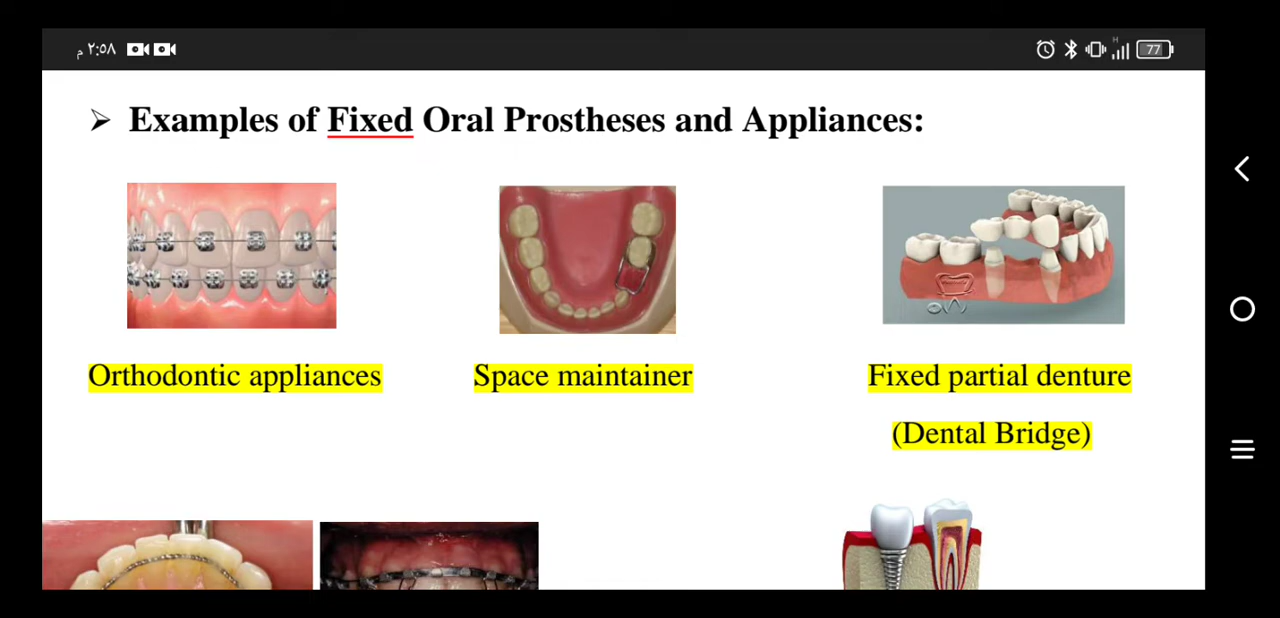 ٢:٥٨ م
77
H
➢ Examples of Fixed Oral Prostheses and Appliances:
Orthodontic appliances
Space maintainer
Fixed partial denture
(Dental Bridge)